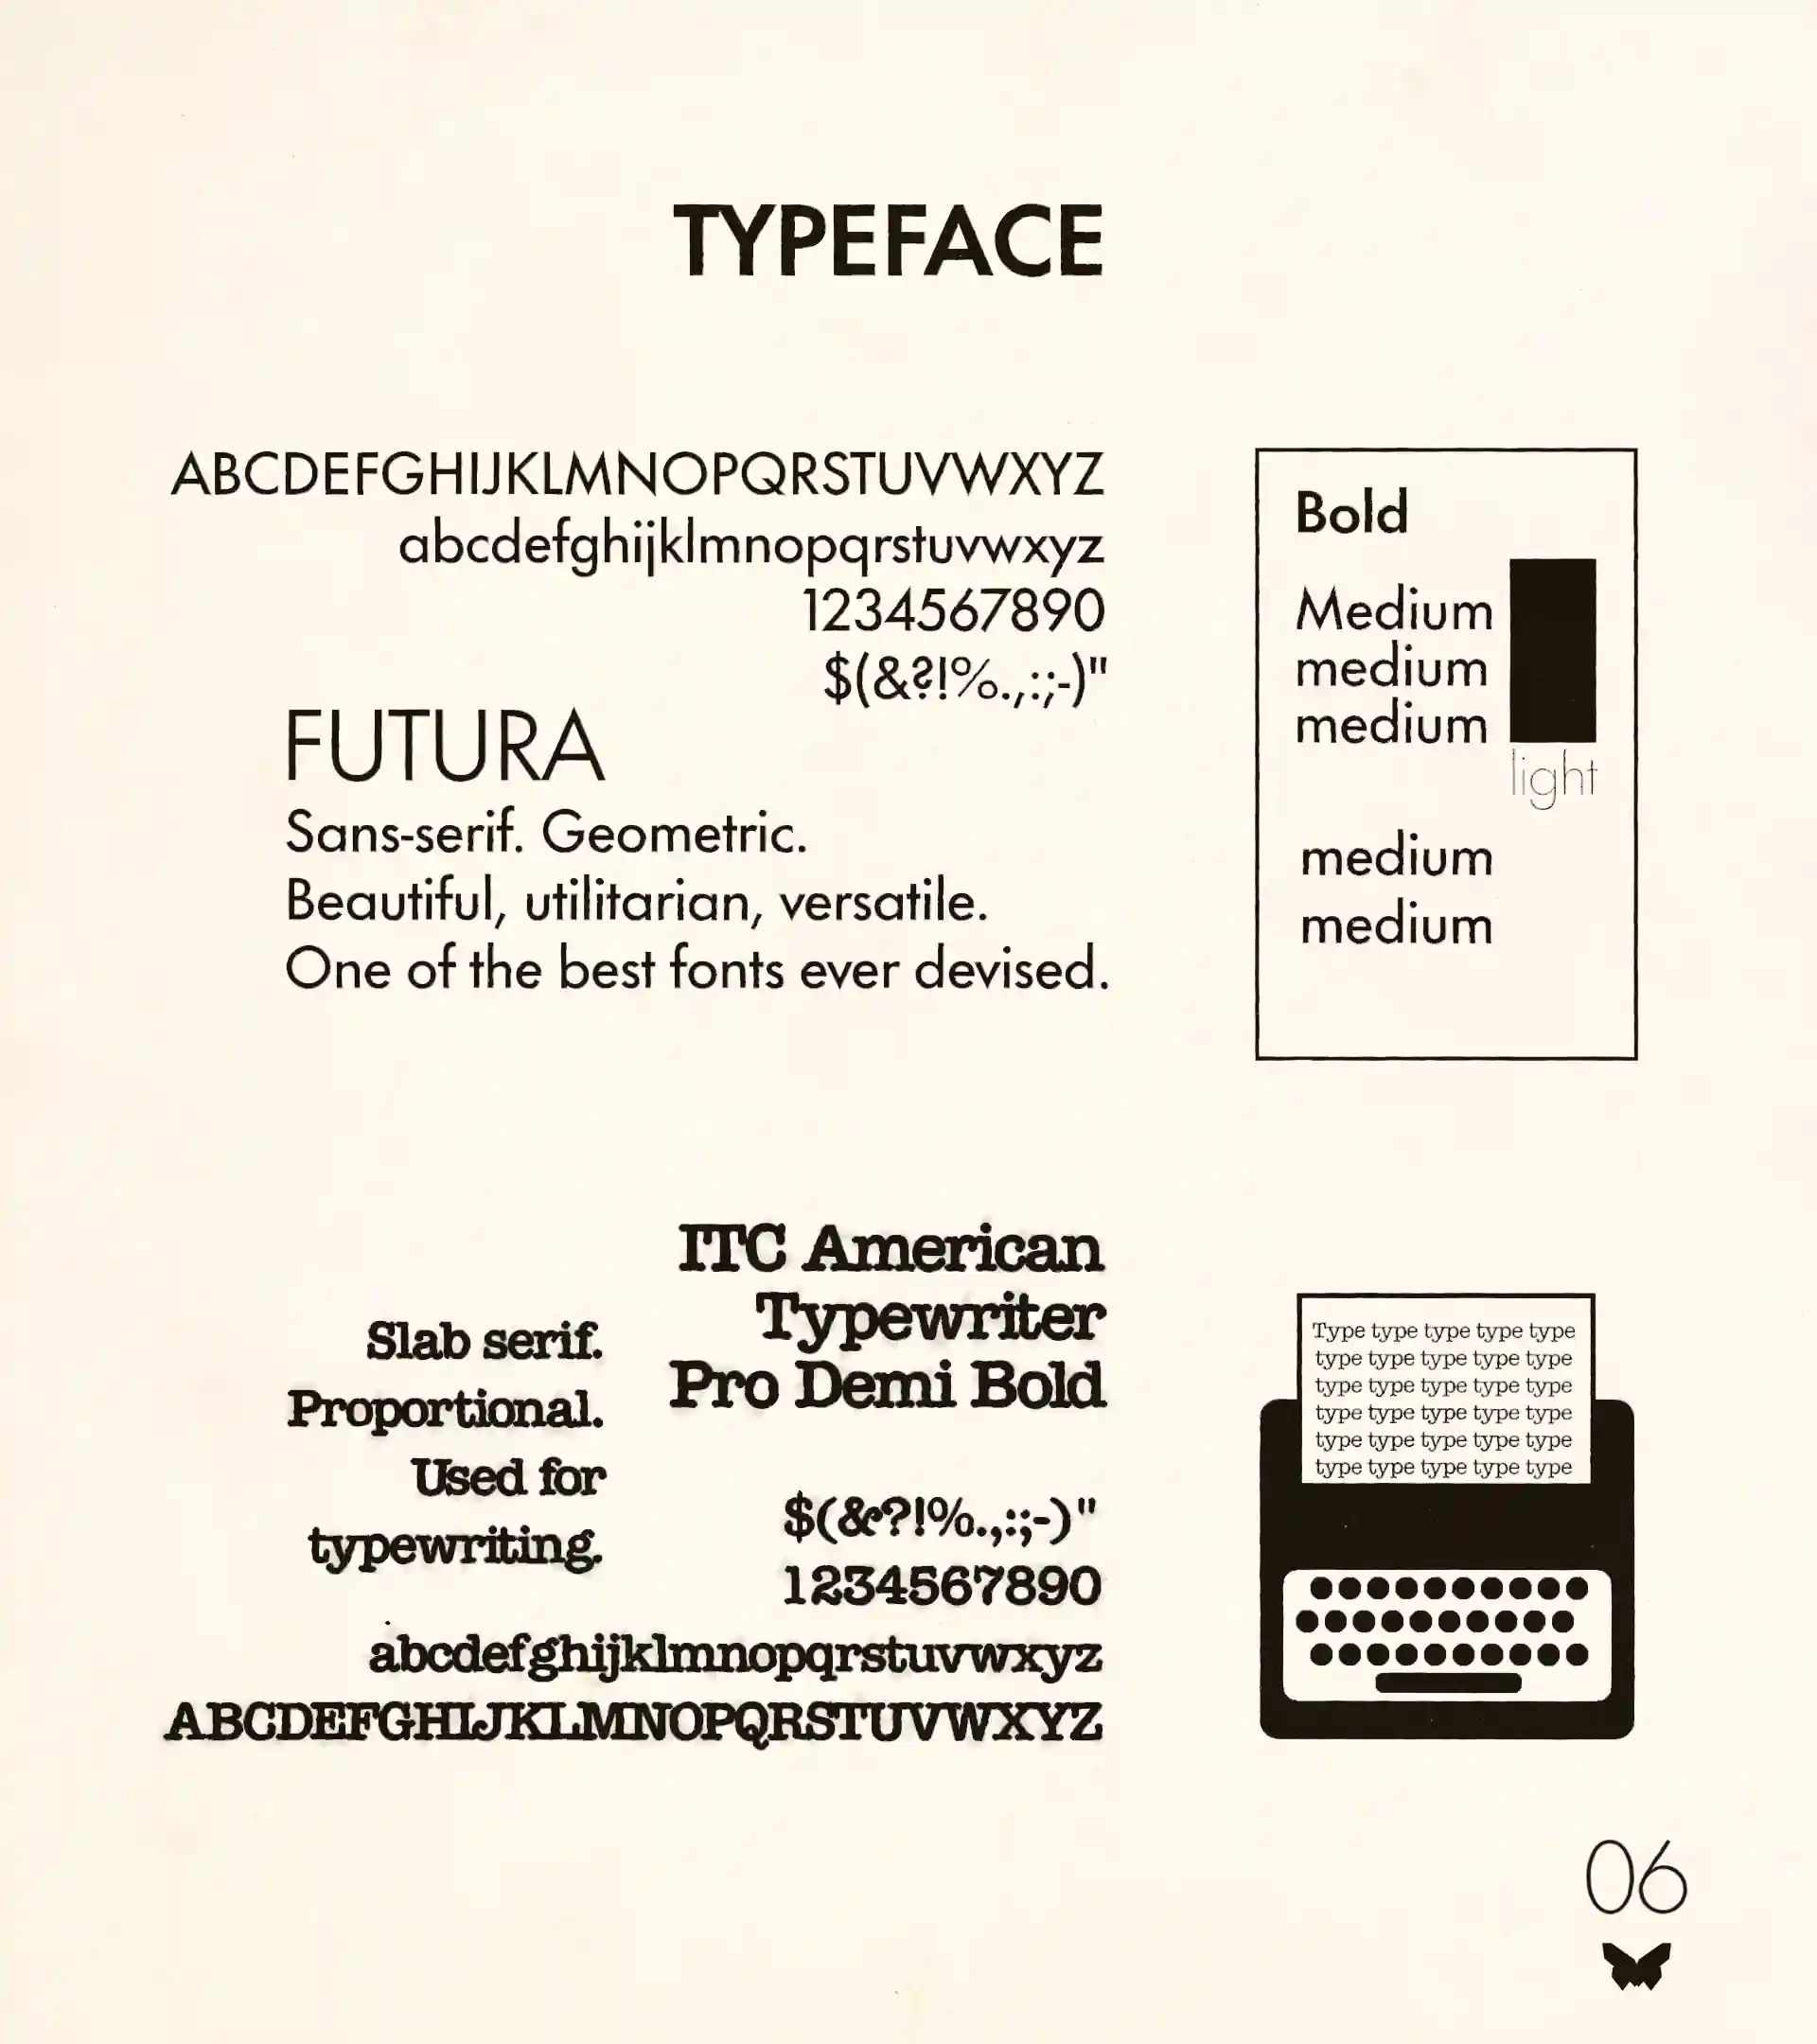 TYPEFACE
ABCDEFGHIJKLMNOPQRSTUVWXYZ
abcdefghijklmnopqrstuvwxyz
1234567890
$(&?!%.,:;-)"
FUTURA
Sans-serif. Geometric.
Beautiful, utilitarian, versatile.
One of the best fonts ever devised.
Bold
Medium
medium
medium
light
medium
medium
ITC American
Typewriter
Pro Demi Bold
Slab serif.
Proportional.
Used for
typewriting.
$(&?!%.,:;-)"
1234567890
abcdefghijklmnopqrstuvwxyz
ABCDEFGHIJKLMNOPQRSTUVWXYZ
Type type type type type
type type type type type
type type type type type
type type type type type
type type type type type
type type type type type
06